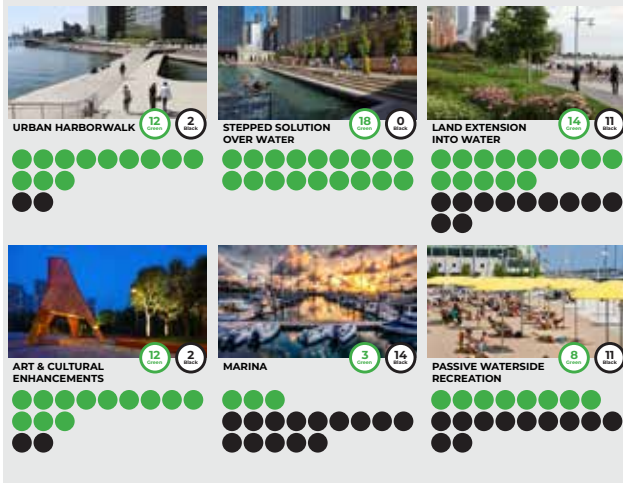 URBAN HARBORWALK
12
Green
2
Black
STEPPED SOLUTION
OVER WATER
18
Green
0
Black
LAND EXTENSION
INTO WATER
14
Green
11
Black
ART & CULTURAL
ENHANCEMENTS
12
Green
2
Black
MARINA
3
Green
14
Black
PASSIVE WATERSIDE
RECREATION
8
Green
11
Black